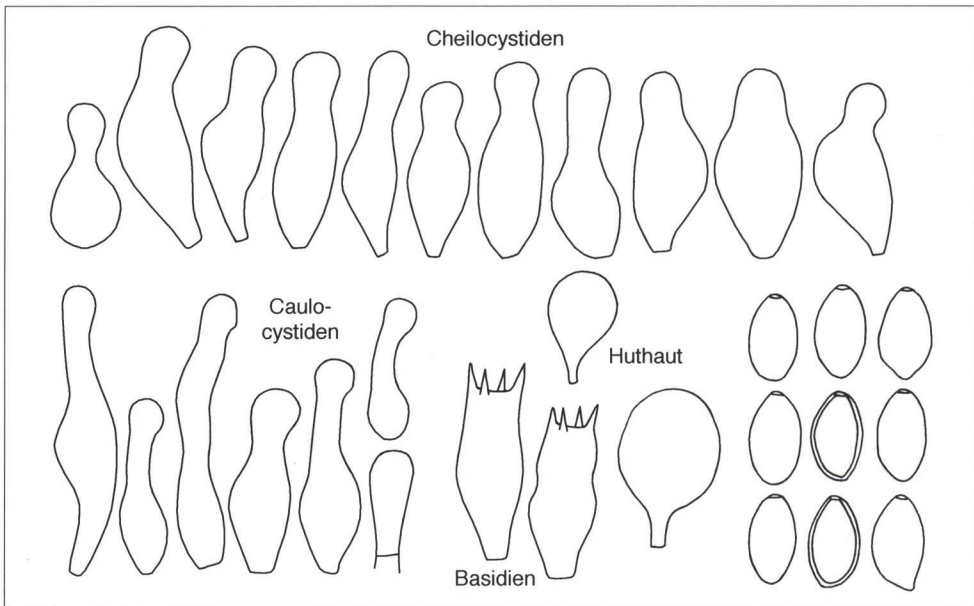 Cheilocystiden
Caulo-
cystiden
Huthaut
Basidien